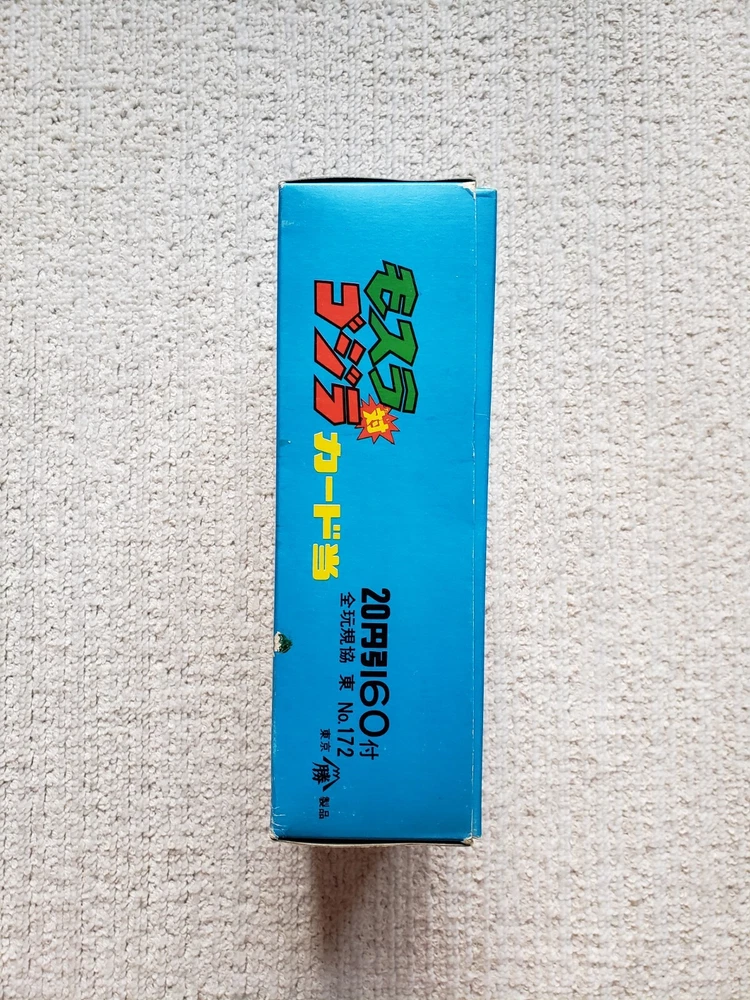 モスラ
対
ゴジラ
カード当
20円引60付
全玩規協 東 No.172
東京 勝 製品